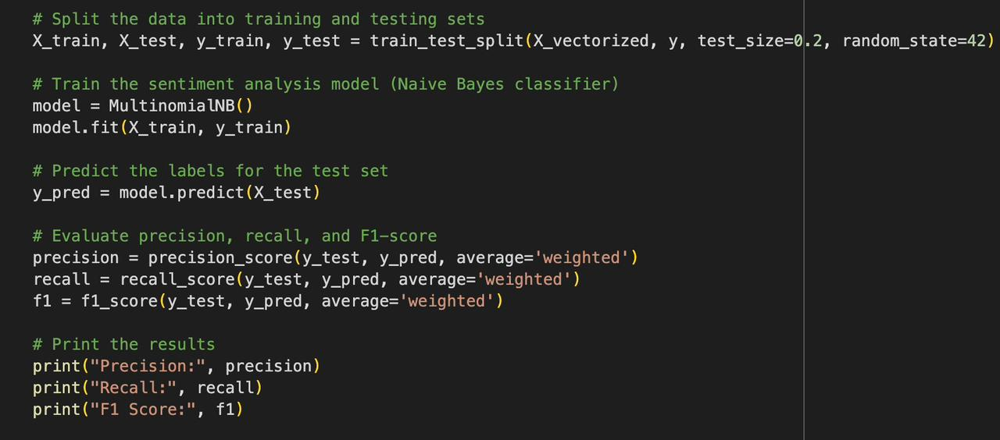 # Split the data into training and testing sets
X_train, X_test, y_train, y_test = train_test_split(X_vectorized, y, test_size=0.2, random_state=42)
# Train the sentiment analysis model (Naive Bayes classifier)
model = MultinomialNB()
model.fit(X_train, y_train)
# Predict the labels for the test set
y_pred = model.predict(X_test)
# Evaluate precision, recall, and F1-score
precision = precision_score(y_test, y_pred, average='weighted')
recall = recall_score(y_test, y_pred, average='weighted')
f1 = f1_score(y_test, y_pred, average='weighted')
# Print the results
print("Precision:", precision)
print("Recall:", recall)
print("F1 Score:", f1)